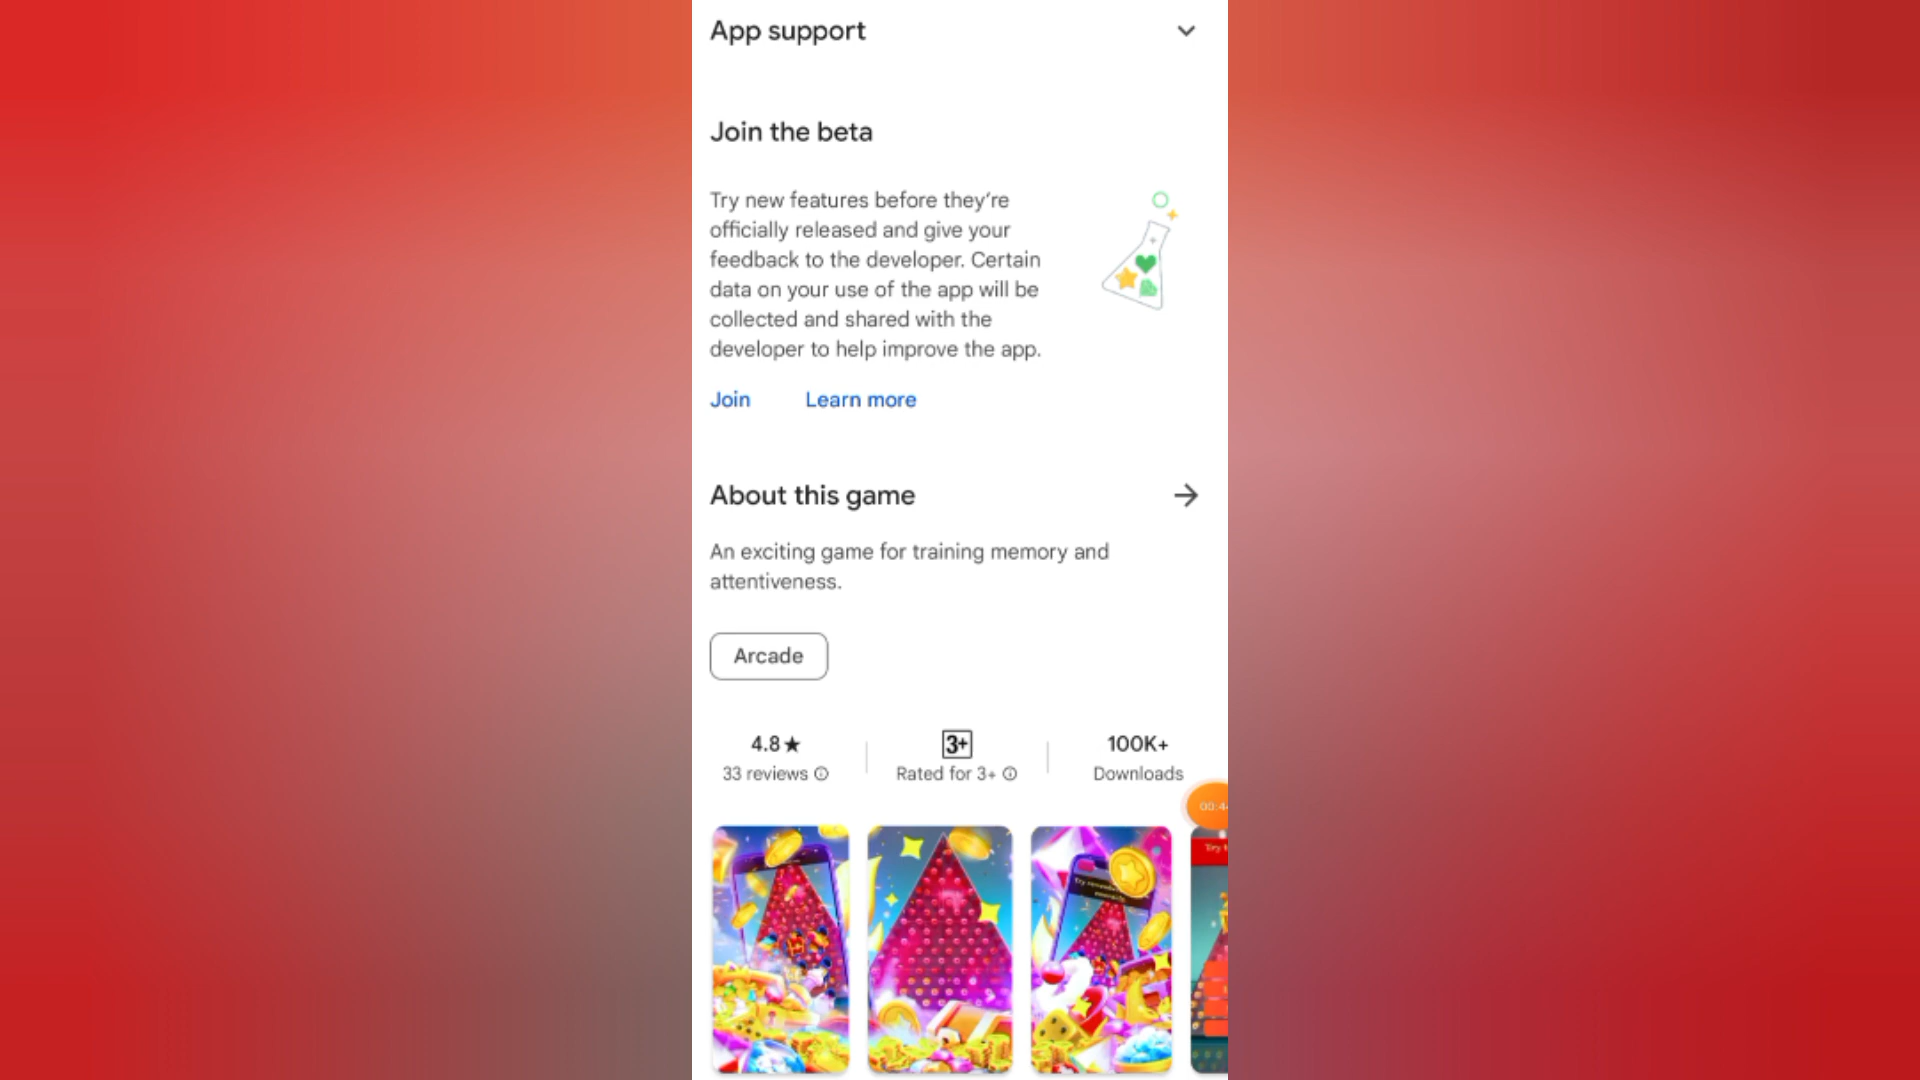 App support
Join the beta
Try new features before they're
officially released and give your
feedback to the developer. Certain
data on your use of the app will be
collected and shared with the
developer to help improve the app.
Join Learn more
About this game
An exciting game for training memory and
attentiveness.
Arcade
4.8★ 3+ 100K+
33 reviews Rated for 3+ Downloads
00:4
Try